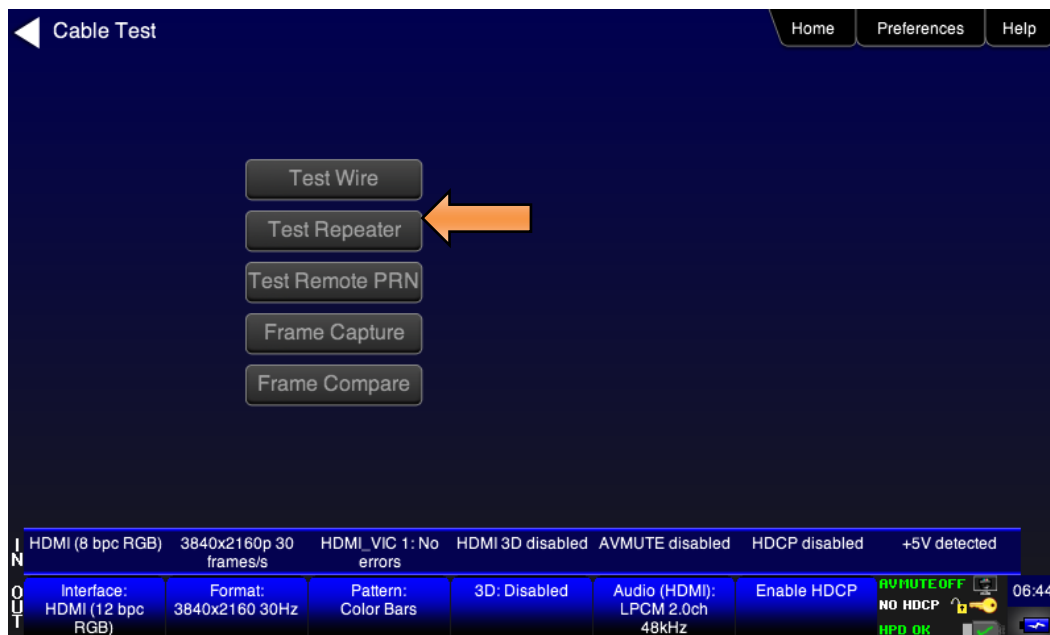 Cable Test
Home
Preferences
Help
Test Wire
Test Repeater
Test Remote PRN
Frame Capture
Frame Compare
IN
HDMI (8 bpc RGB)
3840x2160p 30
frames/s
HDMI_VIC 1: No
errors
HDMI 3D disabled
AVMUTE disabled
HDCP disabled
+5V detected
OUT
Interface:
HDMI (12 bpc
RGB)
Format:
3840x2160 30Hz
Pattern:
Color Bars
3D: Disabled
Audio (HDMI):
LPCM 2.0ch
48kHz
Enable HDCP
AVMUTEOFF
NO HDCP
HPD OK
06:44